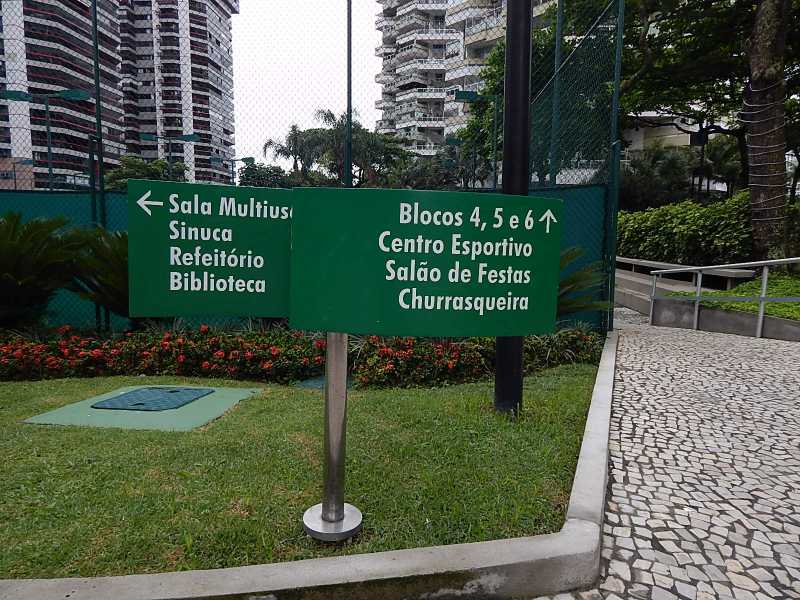 ← Sala Multius
Sinuca
Refeitório
Biblioteca
Blocos 4, 5 e 6 ↑
Centro Esportivo
Salão de Festas
Churrasqueira